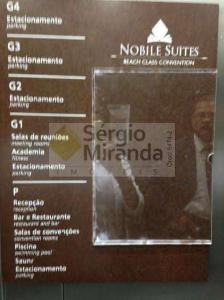 G4
Estacionamento
parking
G3
Estacionamento
parking
G2
Estacionamento
parking
G1
Salas de reuniões
meeting rooms
Academia
fitness
Estacionamento
parking
P
Recepção
reception
Bar e Restaurante
restaurant and bar
Salas de convenções
convention rooms
Piscina
swimming pool
Sauna
Estacionamento
parking
NOBILE SUITES
BEACH CLASS CONVENTION
Sérgio
Miranda